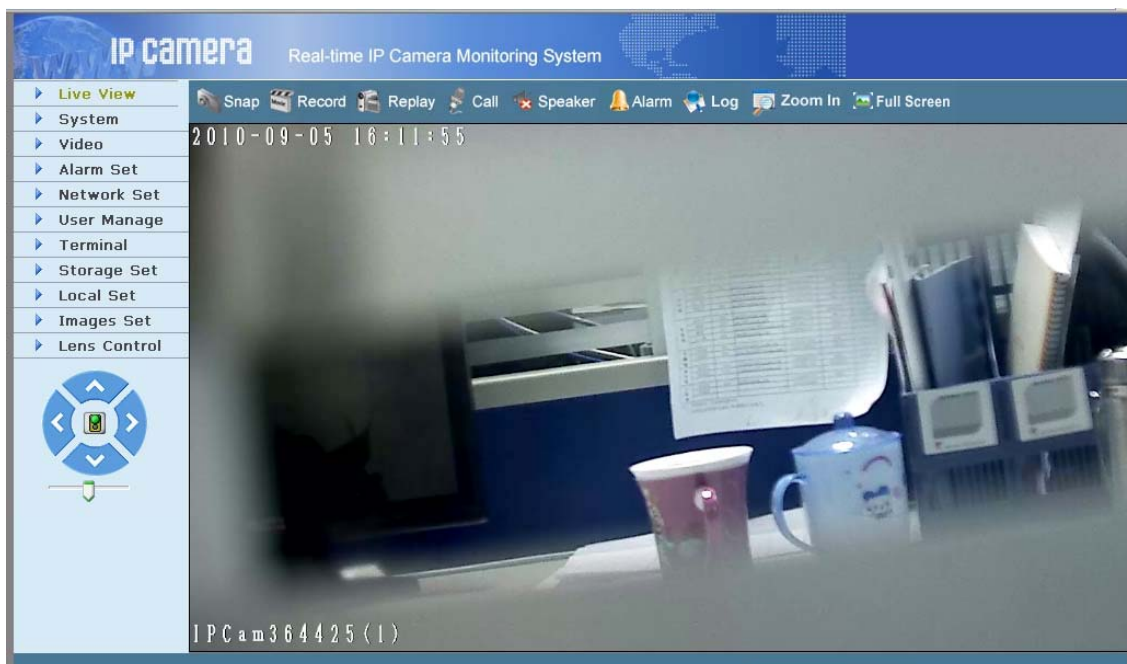 IP camera
Real-time IP Camera Monitoring System
Live View
System
Video
Alarm Set
Network Set
User Manage
Terminal
Storage Set
Local Set
Images Set
Lens Control
Snap Record Replay Call Speaker Alarm Log Zoom In Full Screen
2010-09-05 16:11:55
IPCam364425(1)